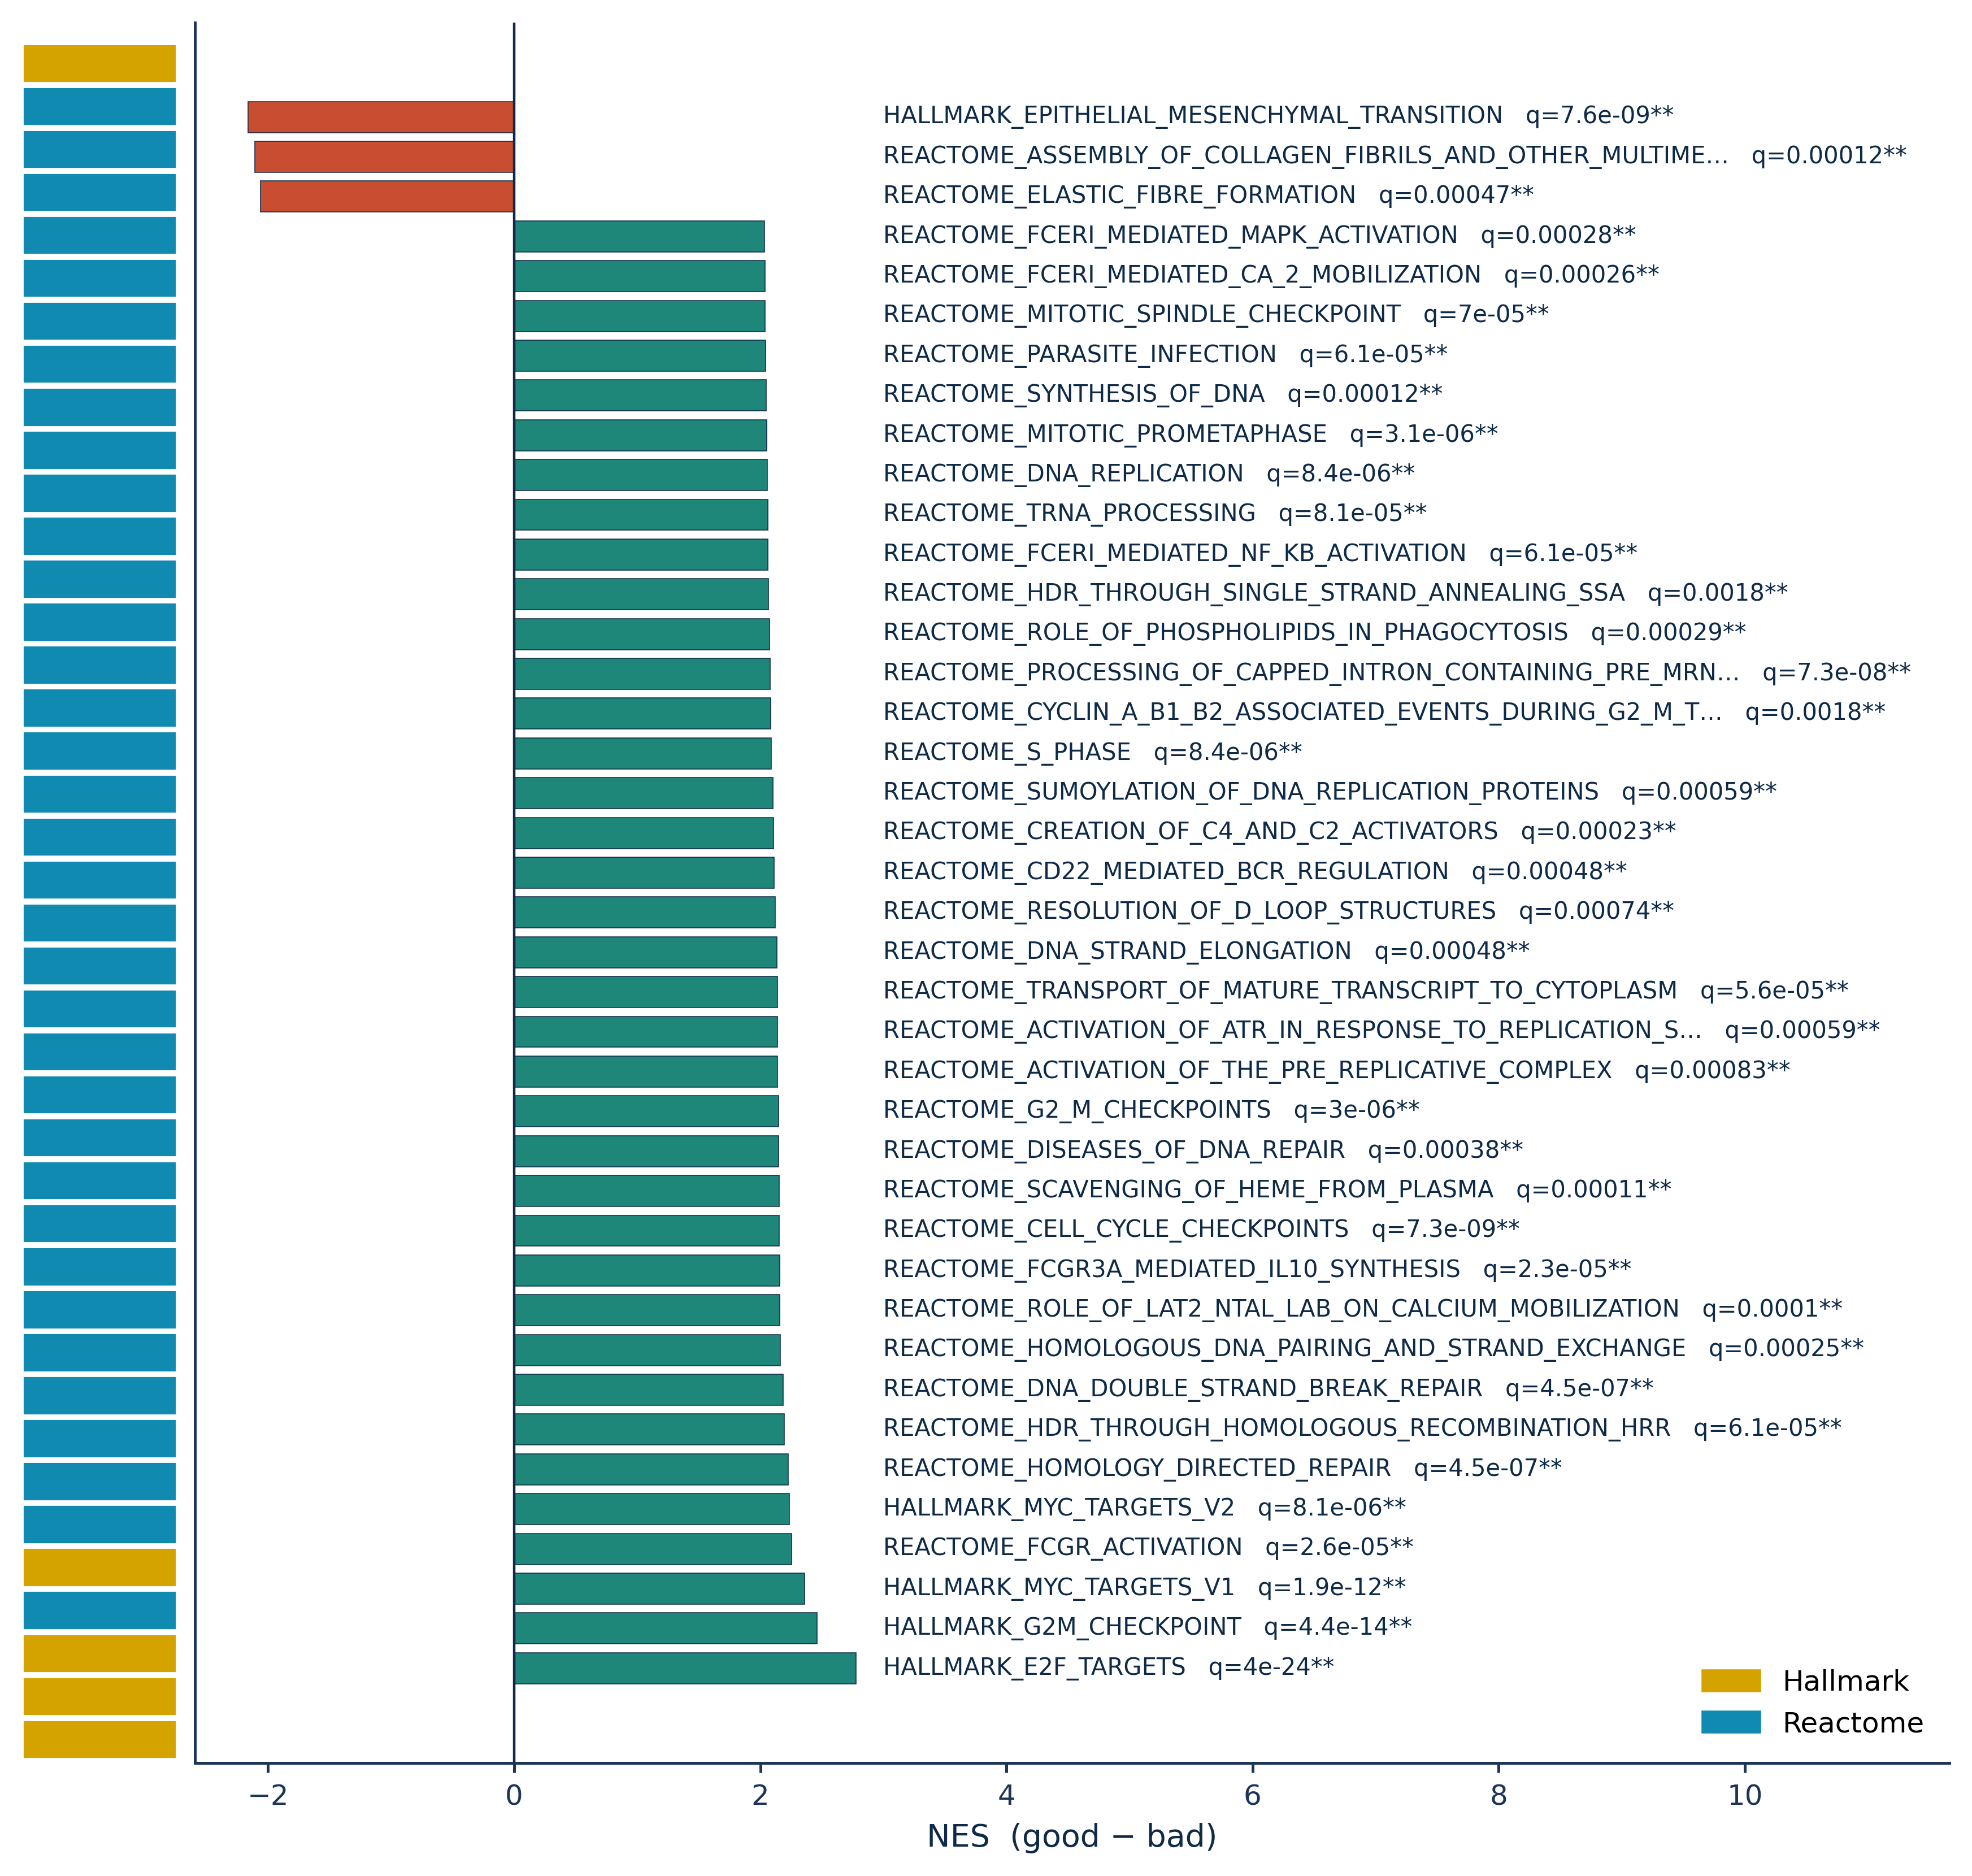 HALLMARK_EPITHELIAL_MESENCHYMAL_TRANSITION q=7.6e-09**
REACTOME_ASSEMBLY_OF_COLLAGEN_FIBRILS_AND_OTHER_MULTIME... q=0.00012**
REACTOME_ELASTIC_FIBRE_FORMATION q=0.00047**
REACTOME_FCERI_MEDIATED_MAPK_ACTIVATION q=0.00028**
REACTOME_FCERI_MEDIATED_CA_2_MOBILIZATION q=0.00026**
REACTOME_MITOTIC_SPINDLE_CHECKPOINT q=7e-05**
REACTOME_PARASITE_INFECTION q=6.1e-05**
REACTOME_SYNTHESIS_OF_DNA q=0.00012**
REACTOME_MITOTIC_PROMETAPHASE q=3.1e-06**
REACTOME_DNA_REPLICATION q=8.4e-06**
REACTOME_TRNA_PROCESSING q=8.1e-05**
REACTOME_FCERI_MEDIATED_NF_KB_ACTIVATION q=6.1e-05**
REACTOME_HDR_THROUGH_SINGLE_STRAND_ANNEALING_SSA q=0.0018**
REACTOME_ROLE_OF_PHOSPHOLIPIDS_IN_PHAGOCYTOSIS q=0.00029**
REACTOME_PROCESSING_OF_CAPPED_INTRON_CONTAINING_PRE_MRN... q=7.3e-08**
REACTOME_CYCLIN_A_B1_B2_ASSOCIATED_EVENTS_DURING_G2_M_T... q=0.0018**
REACTOME_S_PHASE q=8.4e-06**
REACTOME_SUMOYLATION_OF_DNA_REPLICATION_PROTEINS q=0.00059**
REACTOME_CREATION_OF_C4_AND_C2_ACTIVATORS q=0.00023**
REACTOME_CD22_MEDIATED_BCR_REGULATION q=0.00048**
REACTOME_RESOLUTION_OF_D_LOOP_STRUCTURES q=0.00074**
REACTOME_DNA_STRAND_ELONGATION q=0.00048**
REACTOME_TRANSPORT_OF_MATURE_TRANSCRIPT_TO_CYTOPLASM q=5.6e-05**
REACTOME_ACTIVATION_OF_ATR_IN_RESPONSE_TO_REPLICATION_S... q=0.00059**
REACTOME_ACTIVATION_OF_THE_PRE_REPLICATIVE_COMPLEX q=0.00083**
REACTOME_G2_M_CHECKPOINTS q=3e-06**
REACTOME_DISEASES_OF_DNA_REPAIR q=0.00038**
REACTOME_SCAVENGING_OF_HEME_FROM_PLASMA q=0.00011**
REACTOME_CELL_CYCLE_CHECKPOINTS q=7.3e-09**
REACTOME_FCGR3A_MEDIATED_IL10_SYNTHESIS q=2.3e-05**
REACTOME_ROLE_OF_LAT2_NTAL_LAB_ON_CALCIUM_MOBILIZATION q=0.0001**
REACTOME_HOMOLOGOUS_DNA_PAIRING_AND_STRAND_EXCHANGE q=0.00025**
REACTOME_DNA_DOUBLE_STRAND_BREAK_REPAIR q=4.5e-07**
REACTOME_HDR_THROUGH_HOMOLOGOUS_RECOMBINATION_HRR q=6.1e-05**
REACTOME_HOMOLOGY_DIRECTED_REPAIR q=4.5e-07**
HALLMARK_MYC_TARGETS_V2 q=8.1e-06**
REACTOME_FCGR_ACTIVATION q=2.6e-05**
HALLMARK_MYC_TARGETS_V1 q=1.9e-12**
HALLMARK_G2M_CHECKPOINT q=4.4e-14**
HALLMARK_E2F_TARGETS q=4e-24**
Hallmark
Reactome
−2 0 2 4 6 8 10
NES (good − bad)